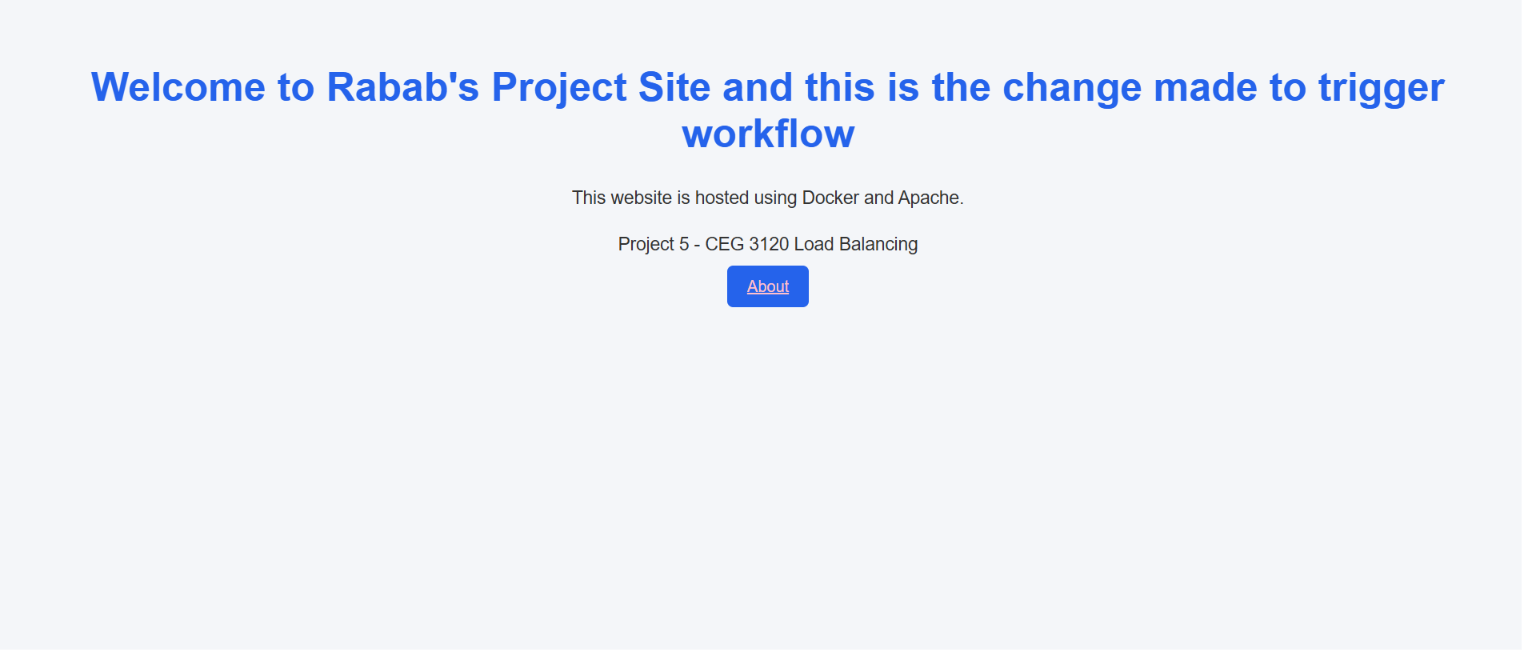 Welcome to Rabab's Project Site and this is the change made to trigger
workflow
This website is hosted using Docker and Apache.
Project 5 - CEG 3120 Load Balancing
About